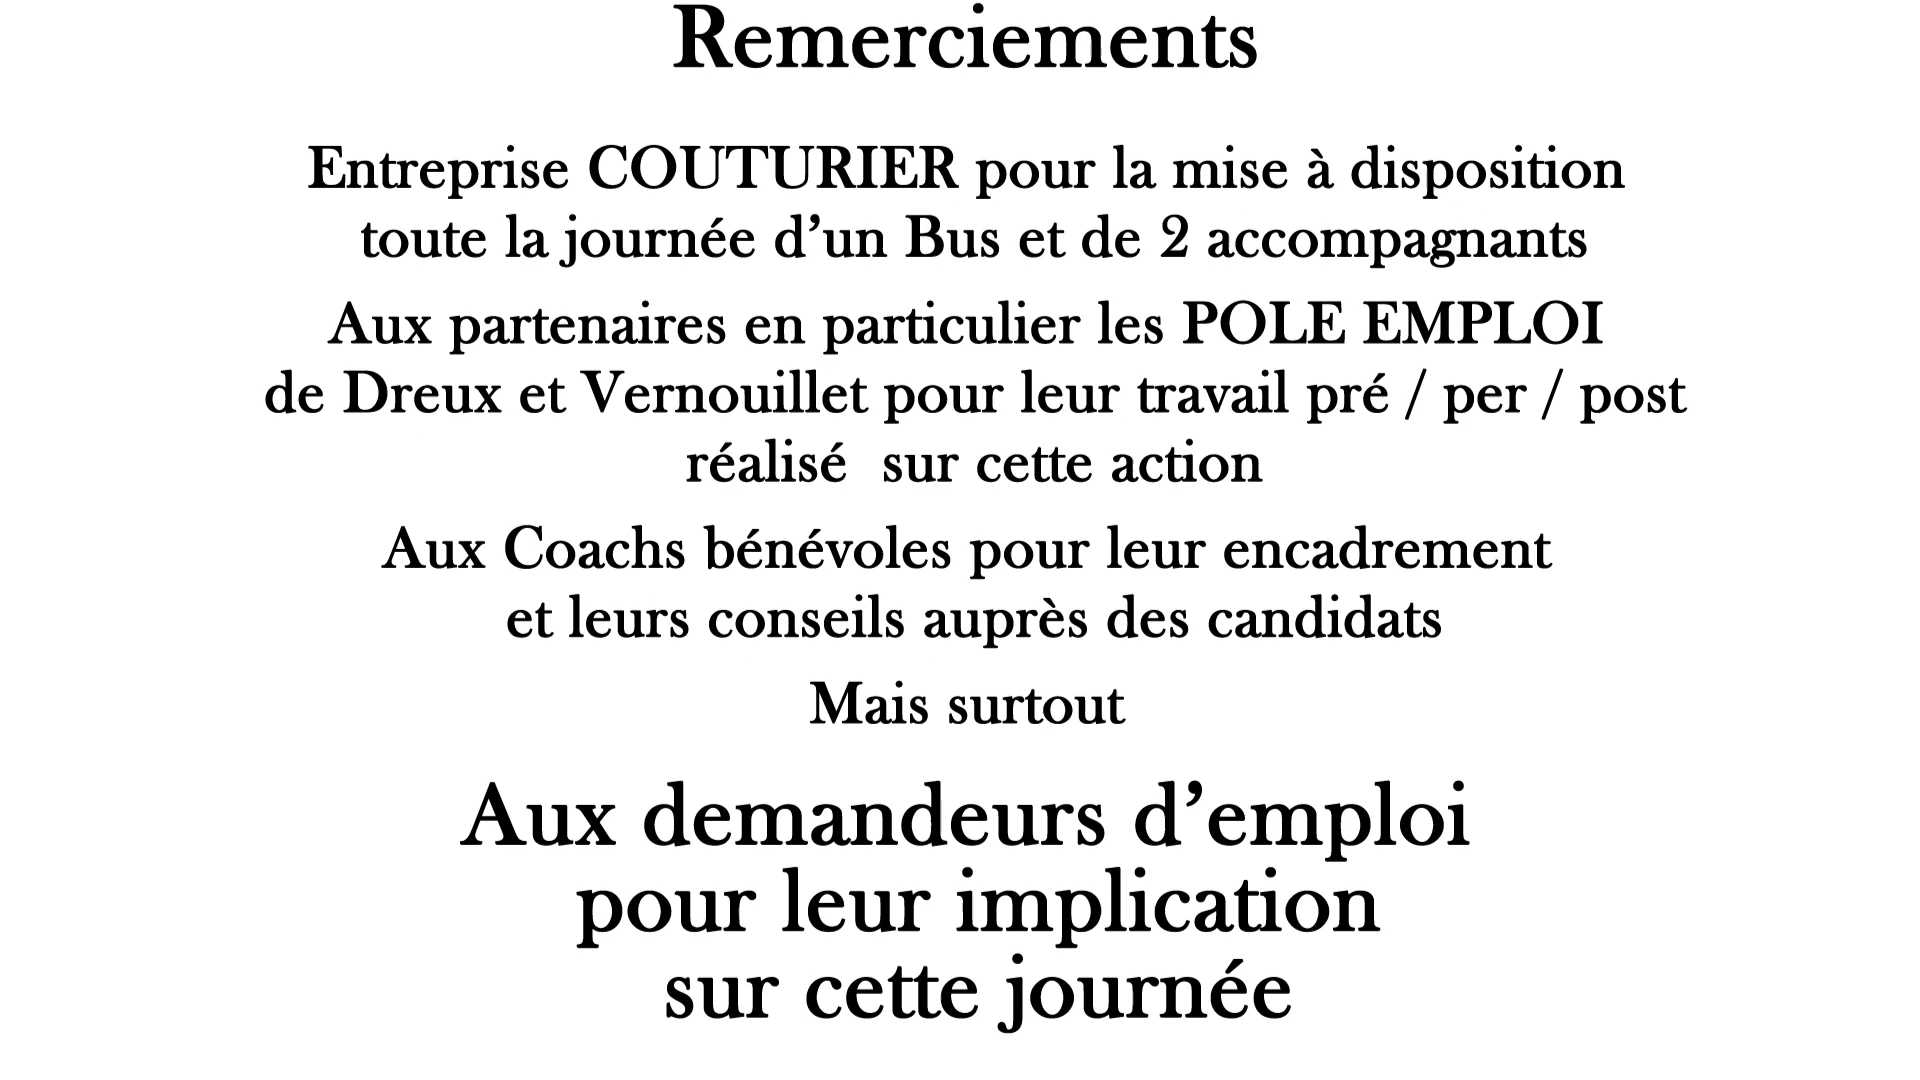 Remerciements
Entreprise COUTURIER pour la mise à disposition
toute la journée d’un Bus et de 2 accompagnants
Aux partenaires en particulier les POLE EMPLOI
de Dreux et Vernouillet pour leur travail pré / per / post
réalisé  sur cette action
Aux Coachs bénévoles pour leur encadrement
et leurs conseils auprès des candidats
Mais surtout
Aux demandeurs d’emploi
pour leur implication
sur cette journée